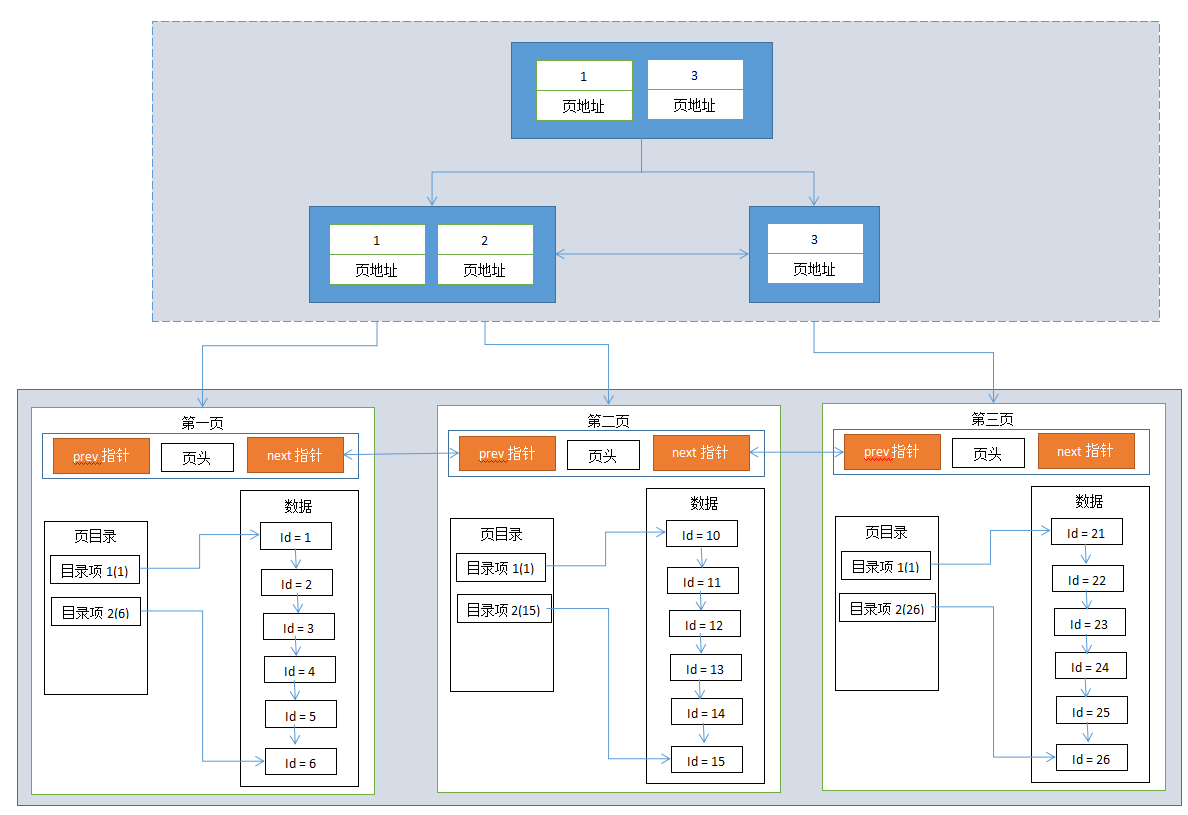 1
3
页地址
页地址
1
2
页地址
页地址
3
页地址
第一页
prev 指针
页头
next 指针
数据
页目录
目录项 1(1)
目录项 2(6)
Id = 1
Id = 2
Id = 3
Id = 4
Id = 5
Id = 6
第二页
prev 指针
页头
next 指针
数据
页目录
目录项 1(1)
目录项 2(15)
Id = 10
Id = 11
Id = 12
Id = 13
Id = 14
Id = 15
第三页
prev 指针
页头
next 指针
数据
页目录
目录项 1(1)
目录项 2(26)
Id = 21
Id = 22
Id = 23
Id = 24
Id = 25
Id = 26